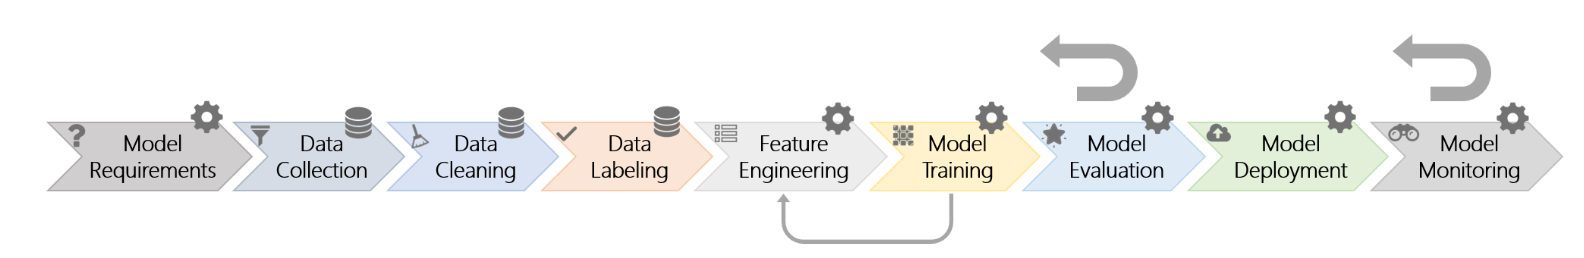 Model
Requirements
Data
Collection
Data
Cleaning
Data
Labeling
Feature
Engineering
Model
Training
Model
Evaluation
Model
Deployment
Model
Monitoring